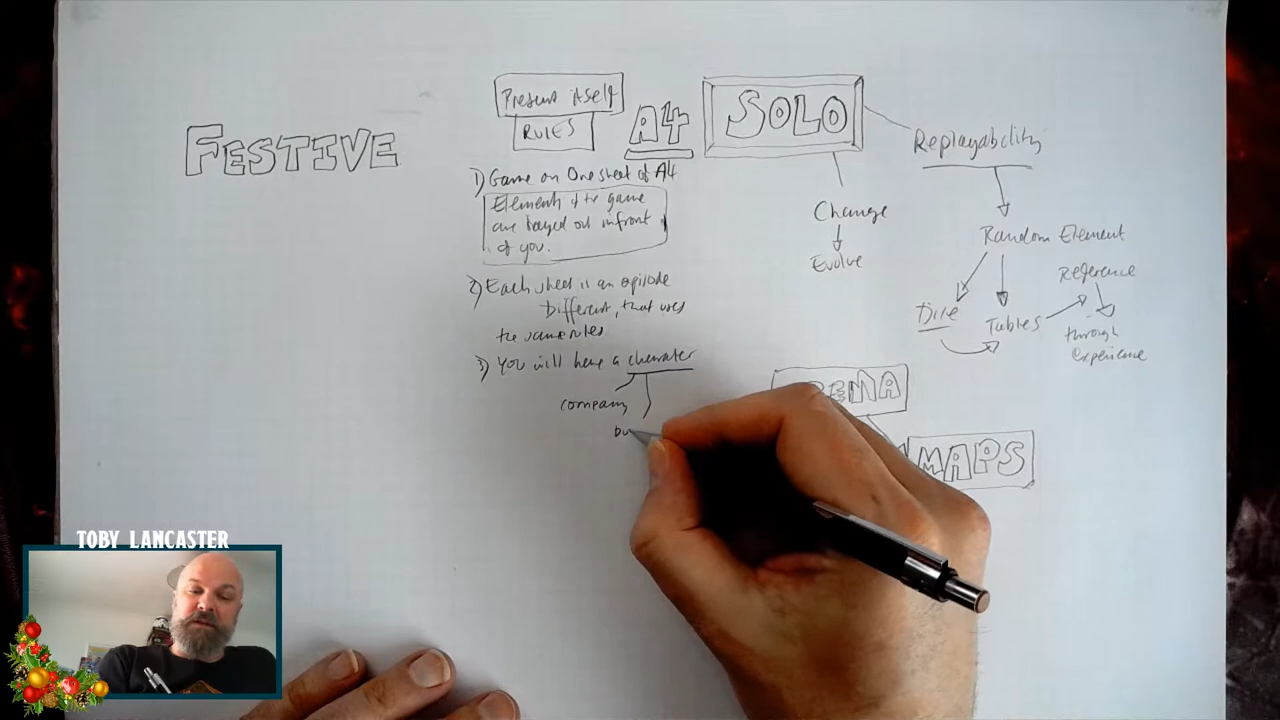 FESTIVE
Present itself
RULES
A4
SOLO
1) Game on One sheet of A4
Elements of the game
are layed out infront
of you.
2) Each sheet is an episode
Different, that uses
the same rules
3) You will have a character
company
bu
Replayability
Change
Evolve
Random Element
Dice
Tables
Reference
through
experience
MAPS
TOBY LANCASTER